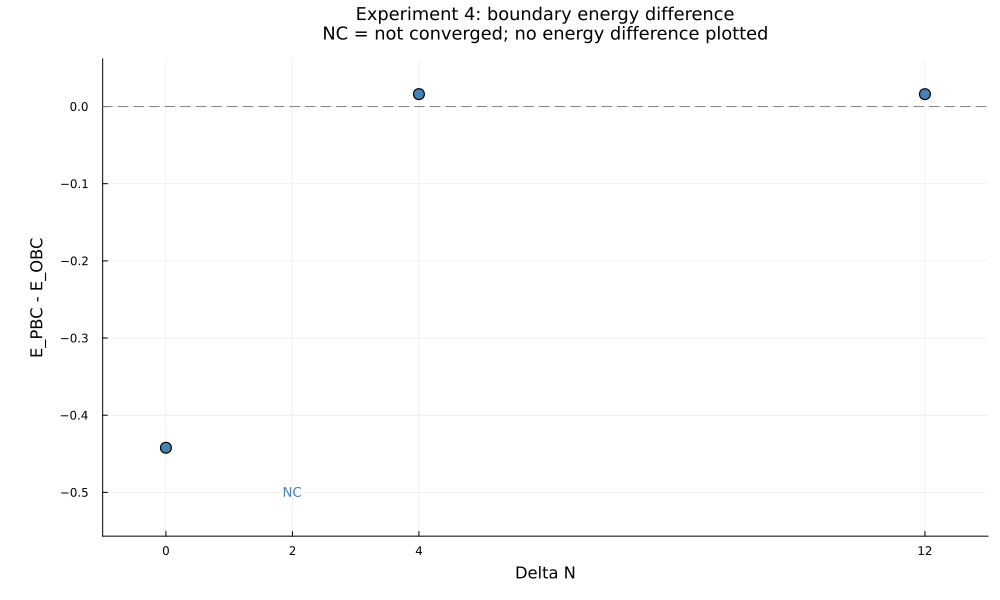 Experiment 4: boundary energy difference
NC = not converged; no energy difference plotted
0.0
−0.1
−0.2
−0.3
−0.4
−0.5
E_PBC - E_OBC
NC
0
2
4
12
Delta N